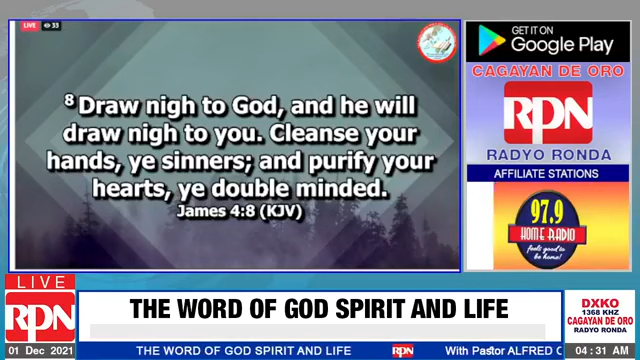 LIVE 33
8 Draw nigh to God, and he will
draw nigh to you. Cleanse your
hands, ye sinners; and purify your
hearts, ye double minded.
James 4:8 (KJV)
GET IT ON
Google Play
CAGAYAN DE ORO
RPN
RADYO RONDA
AFFILIATE STATIONS
97.9
HOME RADIO
feels good to
be home!
LIVE
RPN
01 Dec 2021
THE WORD OF GOD SPIRIT AND LIFE
THE WORD OF GOD SPIRIT AND LIFE RPN With Pastor ALFRED
DXKO
1368 KHZ
CAGAYAN DE ORO
RADYO RONDA
04:31 AM